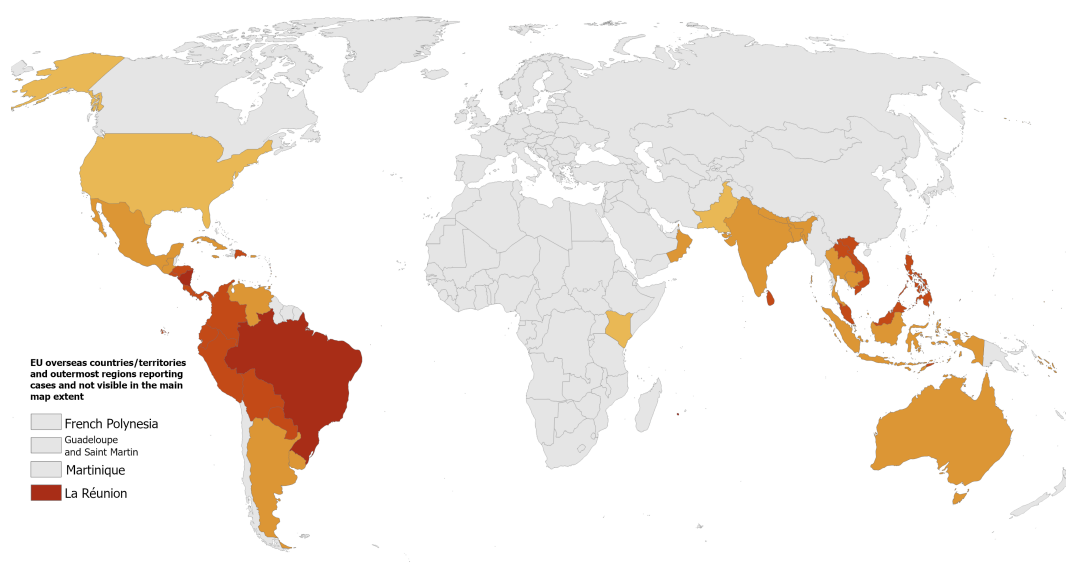 EU overseas countries/territories
and outermost regions reporting
cases and not visible in the main
map extent
French Polynesia
Guadeloupe
and Saint Martin
Martinique
La Réunion